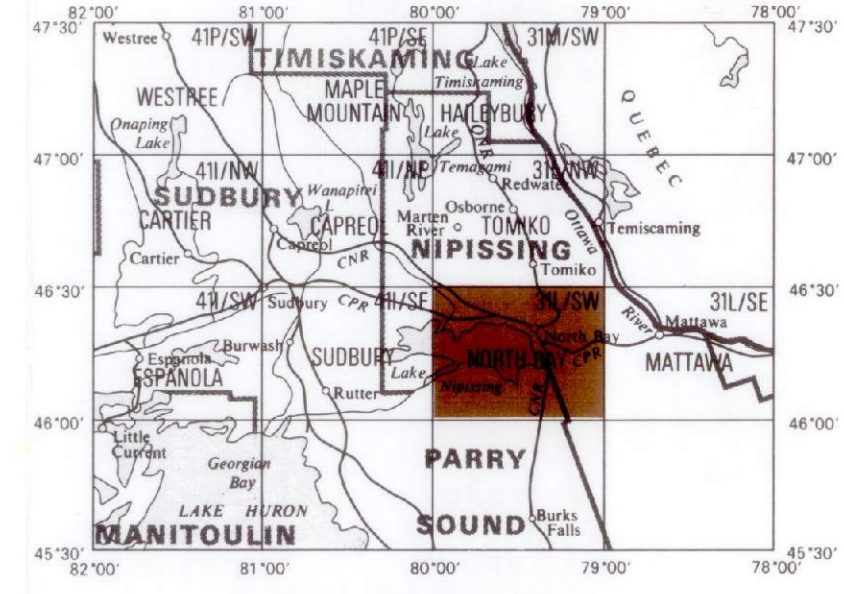 82°00' 81°00' 80°00' 79°00' 78°00'
47°30' 47°30'
Westree 41P/SW 41P/SE 31M/SW
TIMISKAMING
Lake
Timiskaming
WESTREE MAPLE
MOUNTAIN HAILEYBURY
QUEBEC
Onaping
Lake
Lake
ONR
47°00' 47°00'
41I/NW 41I/NE Temagami 31L/NW
Redwater
SUDBURY Wanapitei
L
Osborne
CARTIER CAPREOL Marten
River TOMIKO Ottawa Temiscaming
Capreol NIPISSING
Cartier CNR Tomiko
46°30' 46°30'
41I/SW Sudbury CPR 41I/SE 31L/SW River 31L/SE
Mattawa
Burwash North Bay
Espanola SUDBURY NORTH BAY CPR MATTAWA
ESPANOLA Lake Nipissing
Rutter CNR
46°00' 46°00'
Little
Current
Georgian
Bay
PARRY
LAKE HURON
MANITOULIN SOUND Burks
Falls
45°30' 45°30'
82°00' 81°00' 80°00' 79°00' 78°00'